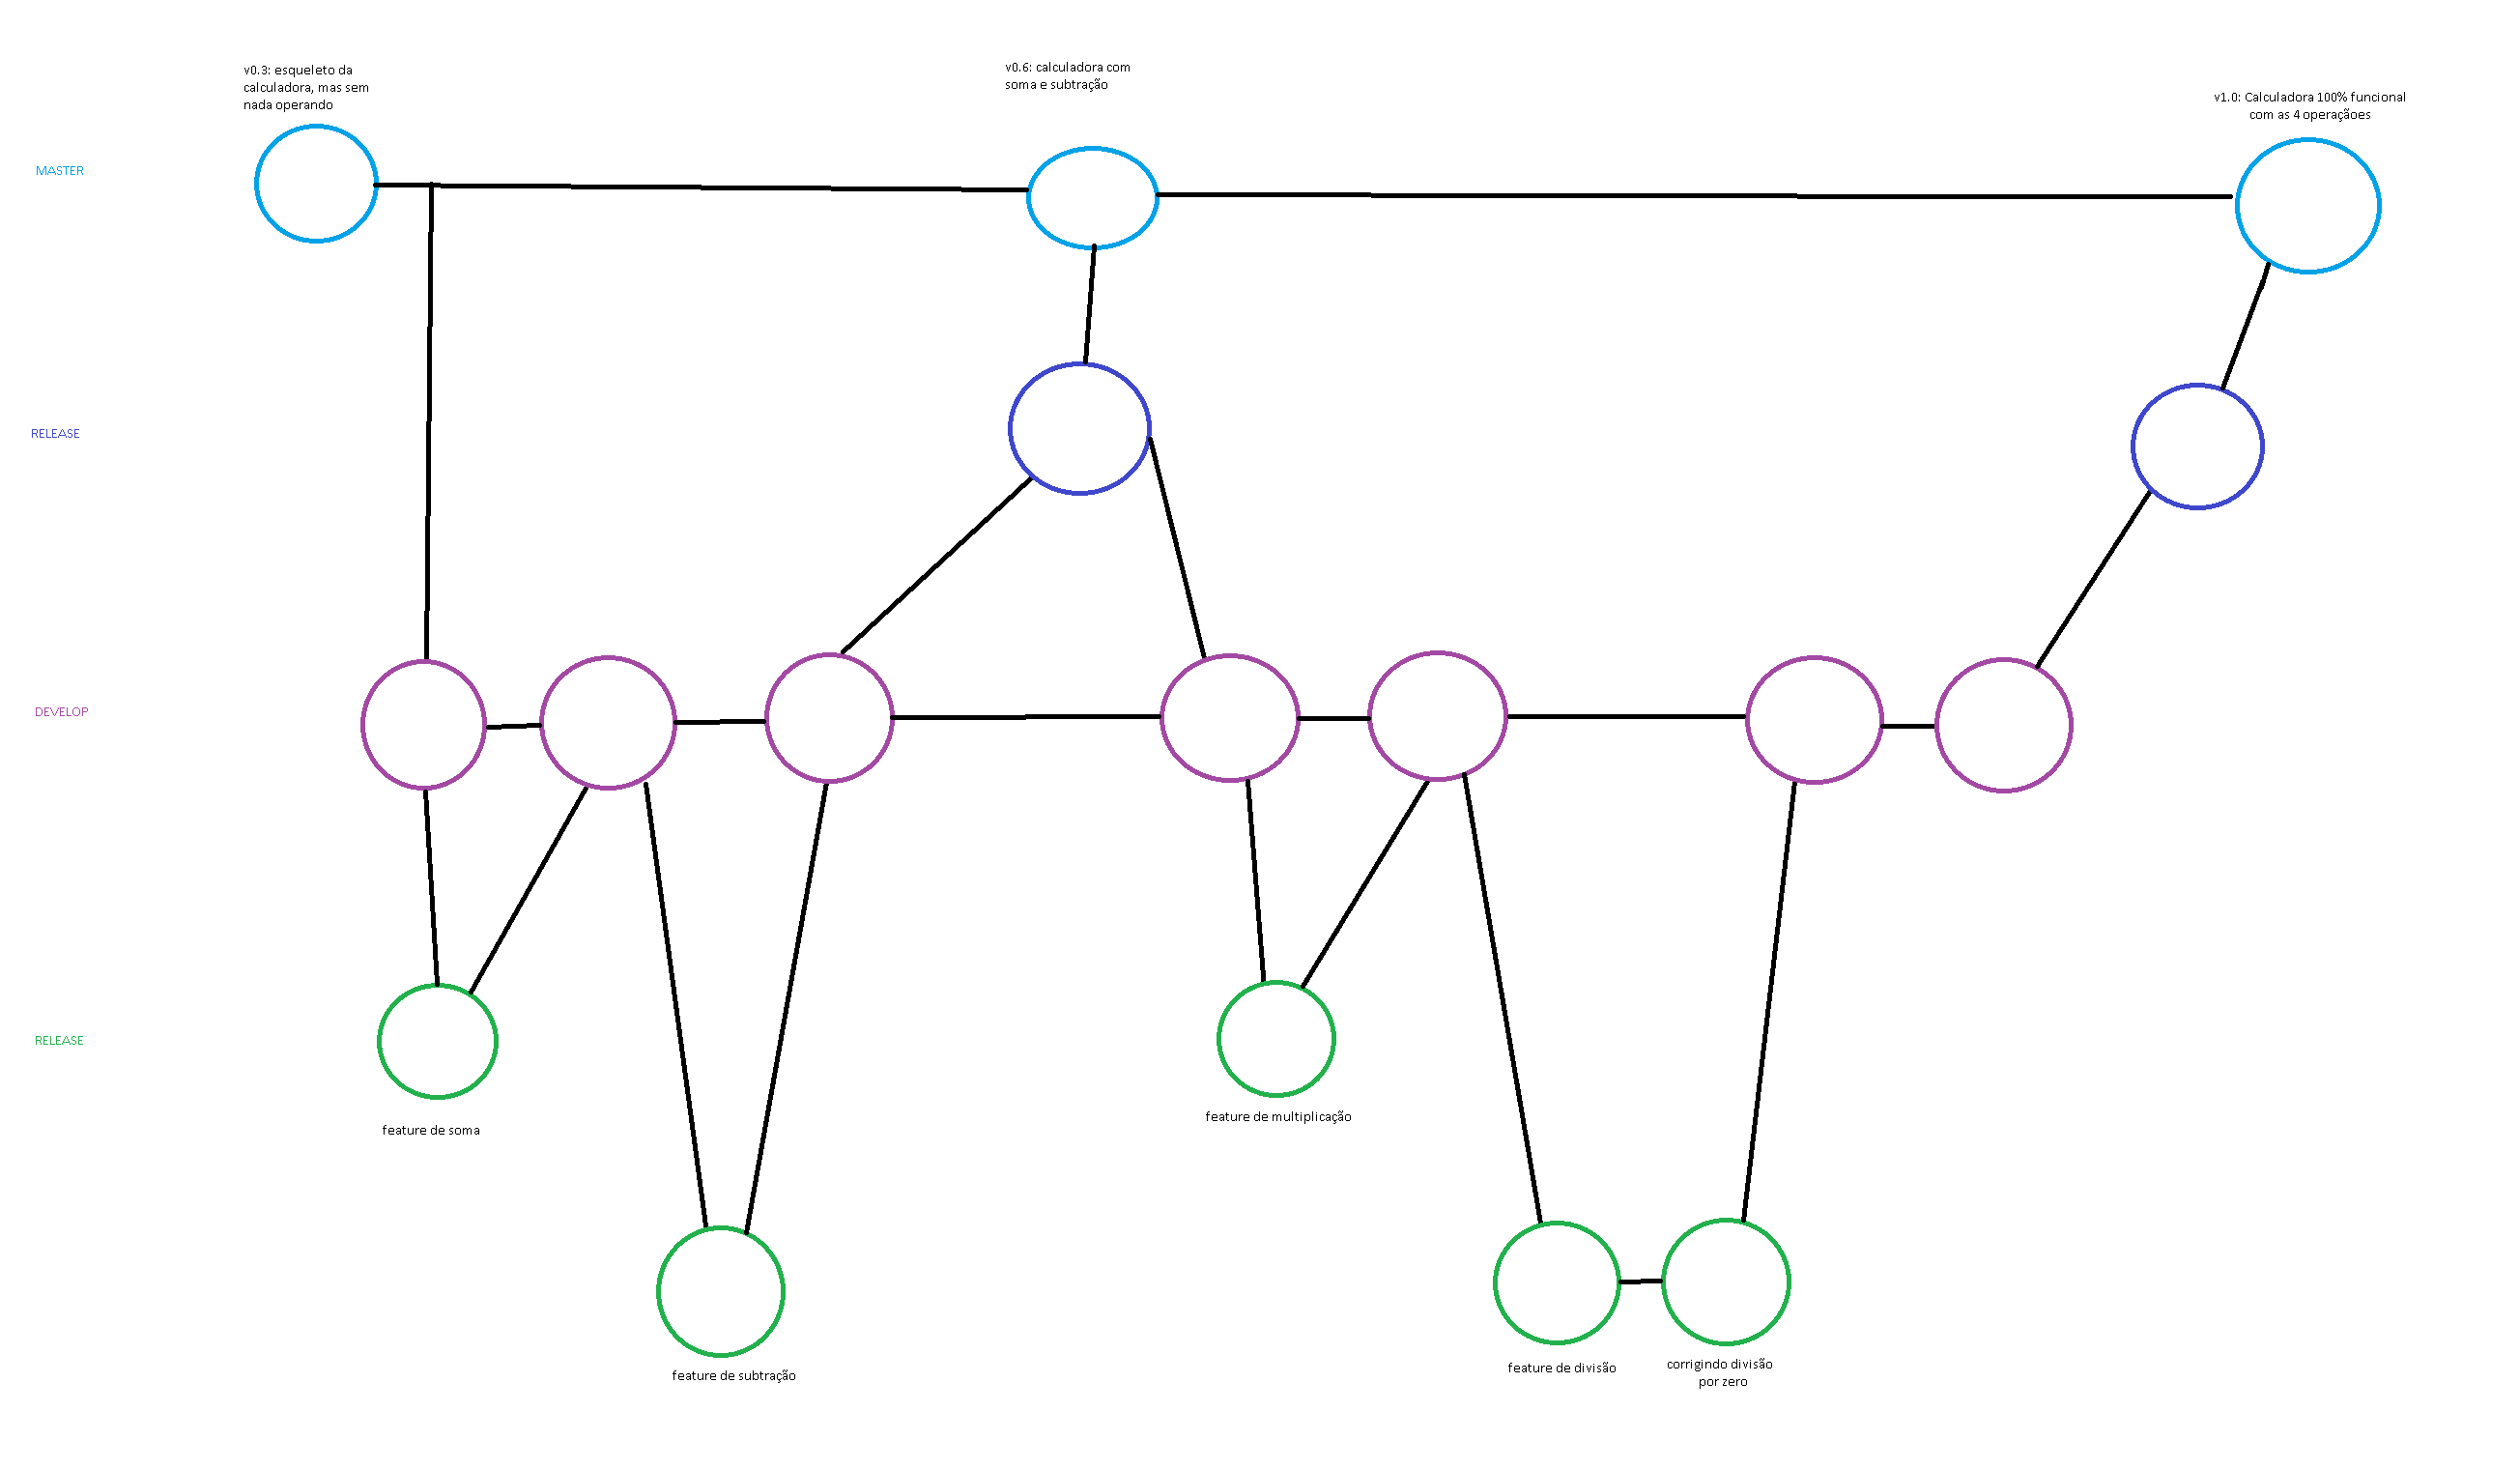 v0.3: esqueleto da
calculadora, mas sem
nada operando
v0.6: calculadora com
soma e subtração
v1.0: Calculadora 100% funcional
com as 4 operaçãoes
MASTER
RELEASE
DEVELOP
RELEASE
feature de soma
feature de multiplicação
feature de subtração
feature de divisão
corrigindo divisão
por zero